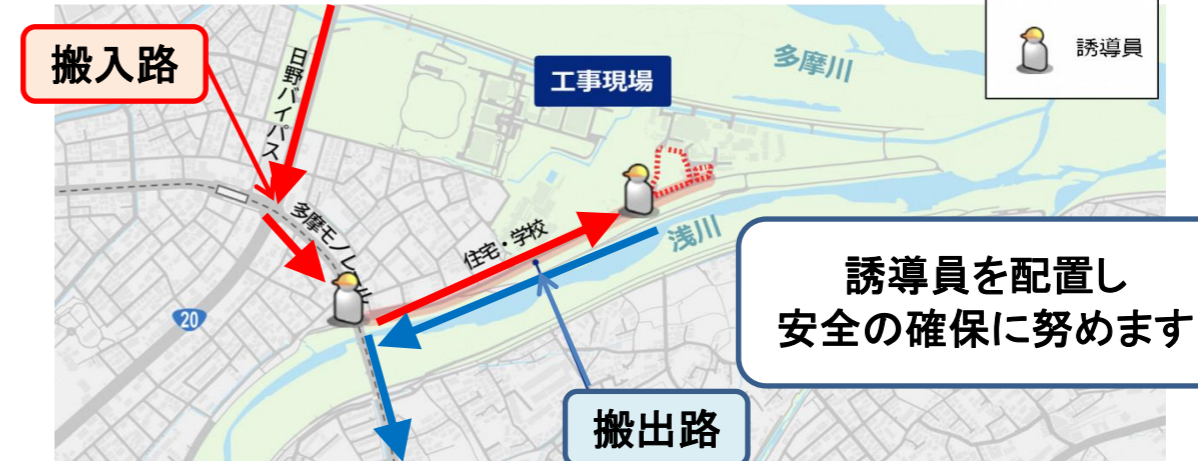 搬入路
日野バイパス
工事現場
多摩川
誘導員
多摩モノレール
住宅・学校
浅川
20
誘導員を配置し
安全の確保に努めます
搬出路